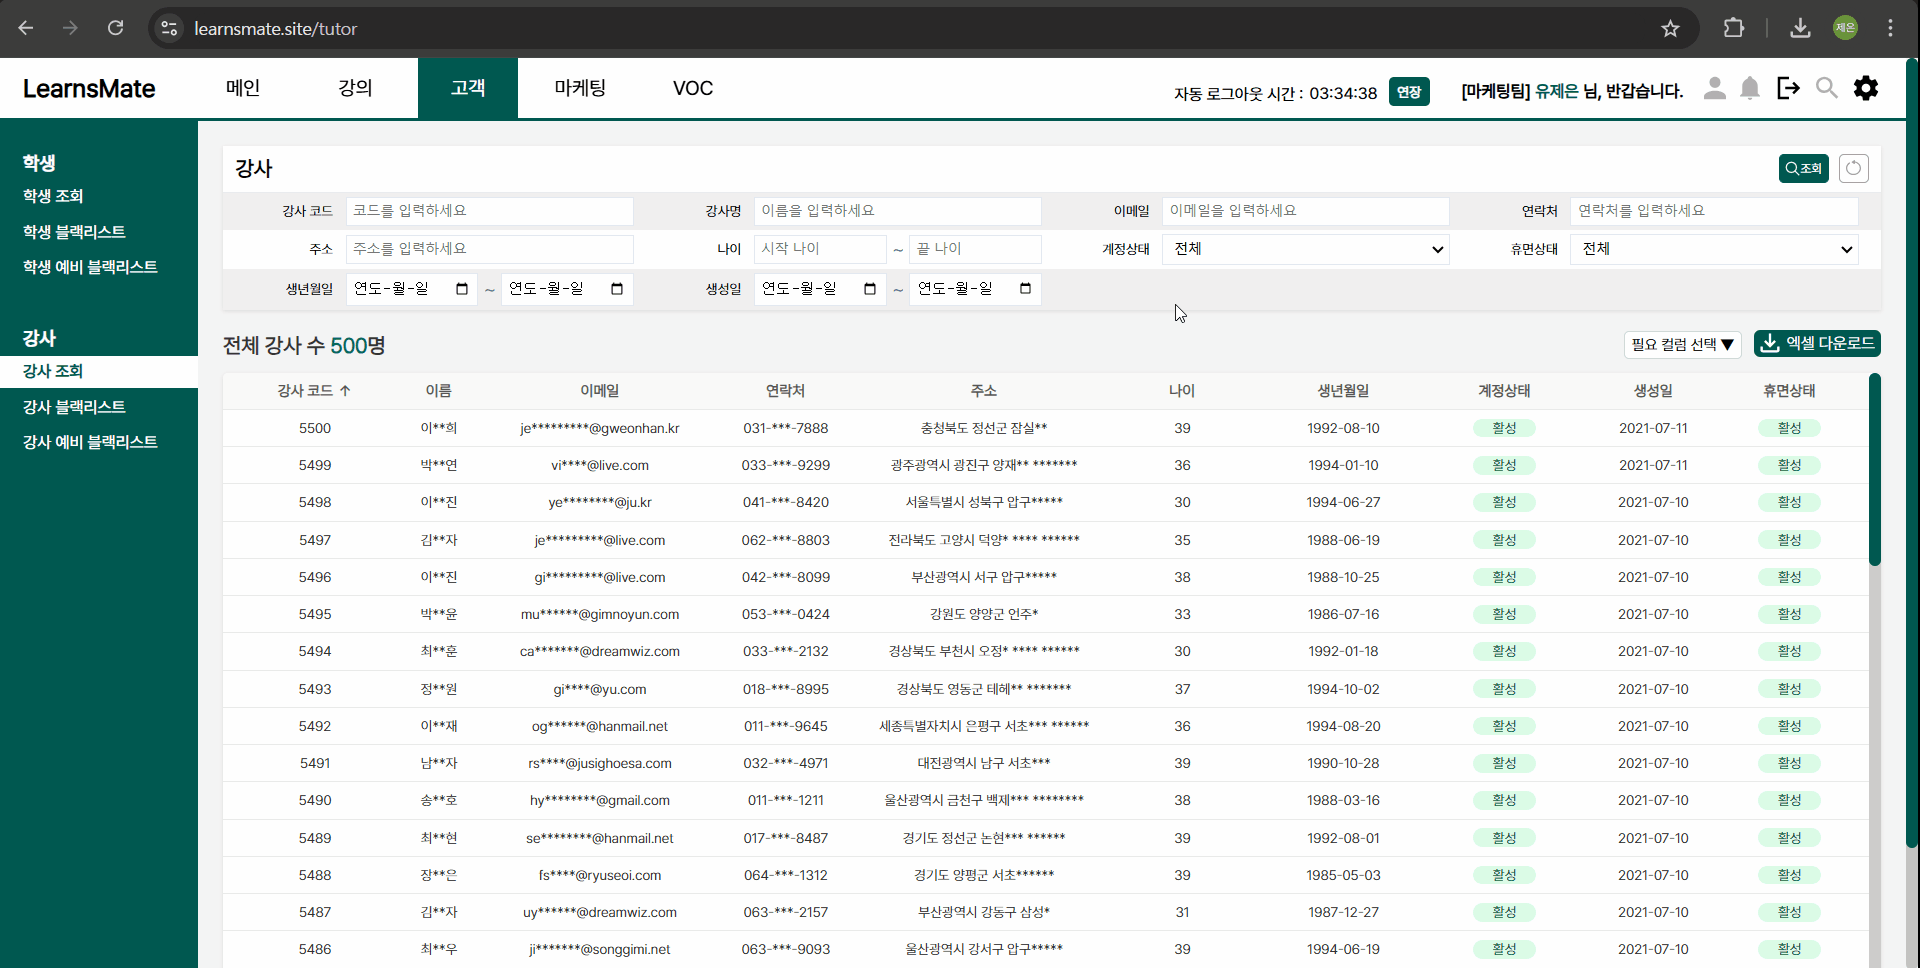 learnsmate.site/tutor
제은
LearnsMate 메인 강의 고객 마케팅 VOC 자동 로그아웃 시간 : 03:34:38 연장 [마케팅팀] 유제은 님, 반갑습니다.
학생
학생 조회
학생 블랙리스트
학생 예비 블랙리스트
강사
강사 조회
강사 블랙리스트
강사 예비 블랙리스트
강사 조회
강사 코드 코드를 입력하세요 강사명 이름을 입력하세요 이메일 이메일을 입력하세요 연락처 연락처를 입력하세요
주소 주소를 입력하세요 나이 시작 나이 ~ 끝 나이 계정상태 전체 휴면상태 전체
생년월일 연도-월-일 ~ 연도-월-일 생성일 연도-월-일 ~ 연도-월-일
전체 강사 수 500명 필요 컬럼 선택 ▼ 엑셀 다운로드
강사 코드 ↑ 이름 이메일 연락처 주소 나이 생년월일 계정상태 생성일 휴면상태
5500 이**희 je*********@gweonhan.kr 031-***-7888 충청북도 정선군 잠실** 39 1992-08-10 활성 2021-07-11 활성
5499 박**연 vi****@live.com 033-***-9299 광주광역시 광진구 양재** ******* 36 1994-01-10 활성 2021-07-11 활성
5498 이**진 ye********@ju.kr 041-***-8420 서울특별시 성북구 압구***** 30 1994-06-27 활성 2021-07-10 활성
5497 김**자 je*********@live.com 062-***-8803 전라북도 고양시 덕양* **** ****** 35 1988-06-19 활성 2021-07-10 활성
5496 이**진 gi*********@live.com 042-***-8099 부산광역시 서구 압구***** 38 1988-10-25 활성 2021-07-10 활성
5495 박**윤 mu******@gimnoyun.com 053-***-0424 강원도 양양군 언주* 33 1986-07-16 활성 2021-07-10 활성
5494 최**훈 ca*******@dreamwiz.com 033-***-2132 경상북도 부천시 오정* **** ****** 30 1992-01-18 활성 2021-07-10 활성
5493 정**원 gi****@yu.com 018-***-8995 경상북도 영동군 테헤** ******* 37 1994-10-02 활성 2021-07-10 활성
5492 이**재 og******@hanmail.net 011-***-9645 세종특별자치시 은평구 서초*** ****** 36 1994-08-20 활성 2021-07-10 활성
5491 남**자 rs****@jusighoesa.com 032-***-4971 대전광역시 남구 서초*** 39 1990-10-28 활성 2021-07-10 활성
5490 송**호 hy********@gmail.com 011-***-1211 울산광역시 금천구 백제*** ******** 38 1988-03-16 활성 2021-07-10 활성
5489 최**현 se********@hanmail.net 017-***-8487 경기도 정선군 논현*** ****** 39 1992-08-01 활성 2021-07-10 활성
5488 장**은 fs****@ryuseoi.com 064-***-1312 경기도 양평군 서초****** 39 1985-05-03 활성 2021-07-10 활성
5487 김**자 uy******@dreamwiz.com 063-***-2157 부산광역시 강동구 삼성* 31 1987-12-27 활성 2021-07-10 활성
5486 최**우 ji*******@songgimi.net 063-***-9093 울산광역시 강서구 압구***** 39 1994-06-19 활성 2021-07-10 활성